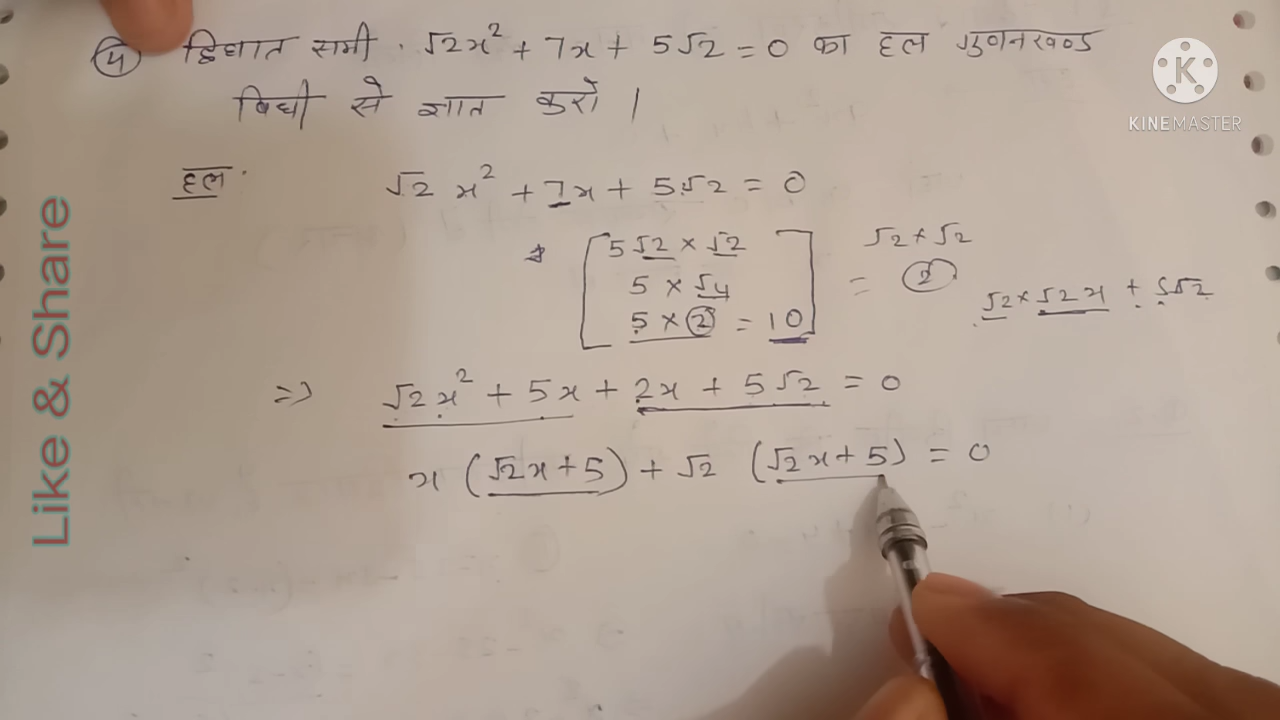 ४ द्विघात समी. √2x² + 7x + 5√2 = 0 का हल गुणनखण्ड
विधी से ज्ञात करो।
हल.
√2 x² + 7x + 5√2 = 0
5√2 × √2
5 × √4
5 × 2 = 10
√2 × √2
= 2
√2 × √2x + 5√2
=> √2x² + 5x + 2x + 5√2 = 0
x (√2x + 5) + √2 (√2x + 5) = 0
Like & Share
K
KINEMASTER